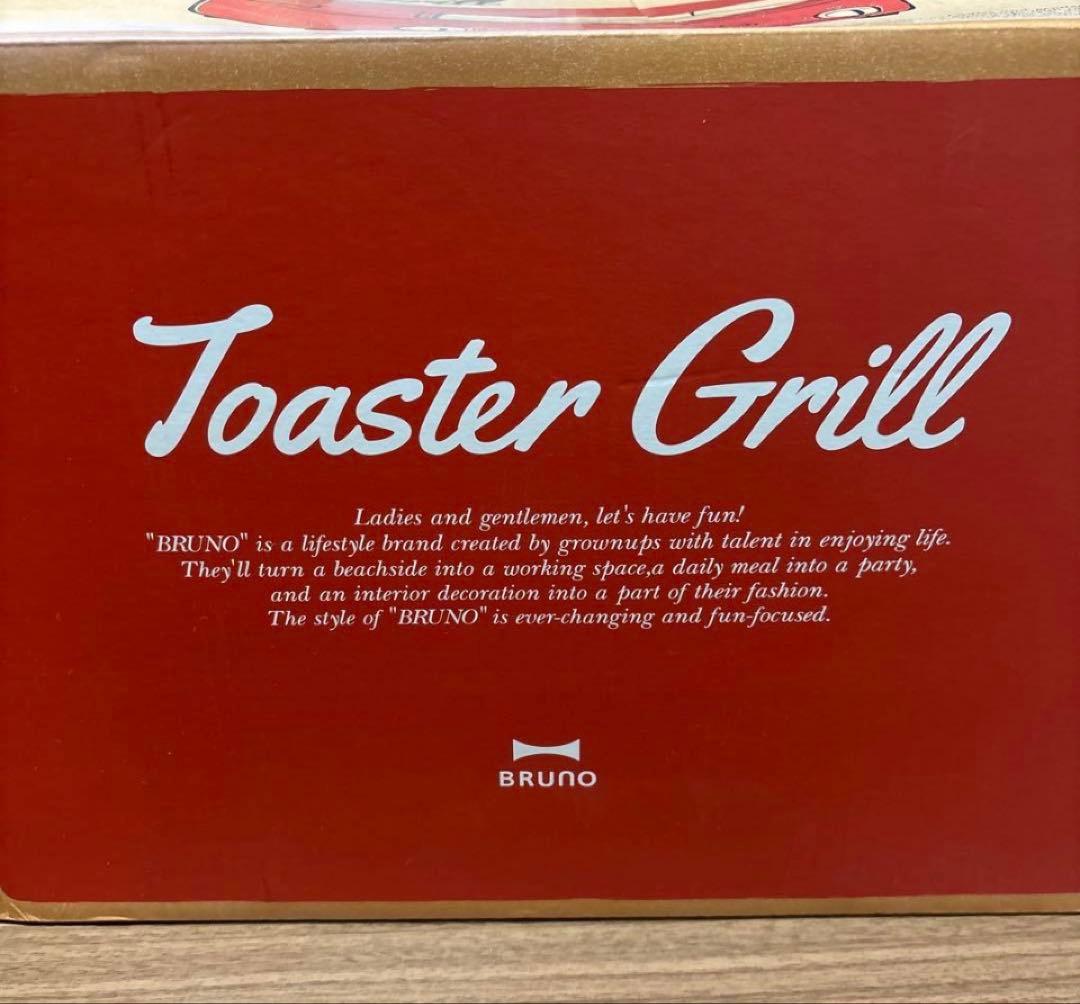 Toaster Grill
Ladies and gentlemen, let's have fun!
"BRUNO" is a lifestyle brand created by grownups with talent in enjoying life.
They'll turn a beachside into a working space,a daily meal into a party,
and an interior decoration into a part of their fashion.
The style of "BRUNO" is ever-changing and fun-focused.
BRUNO